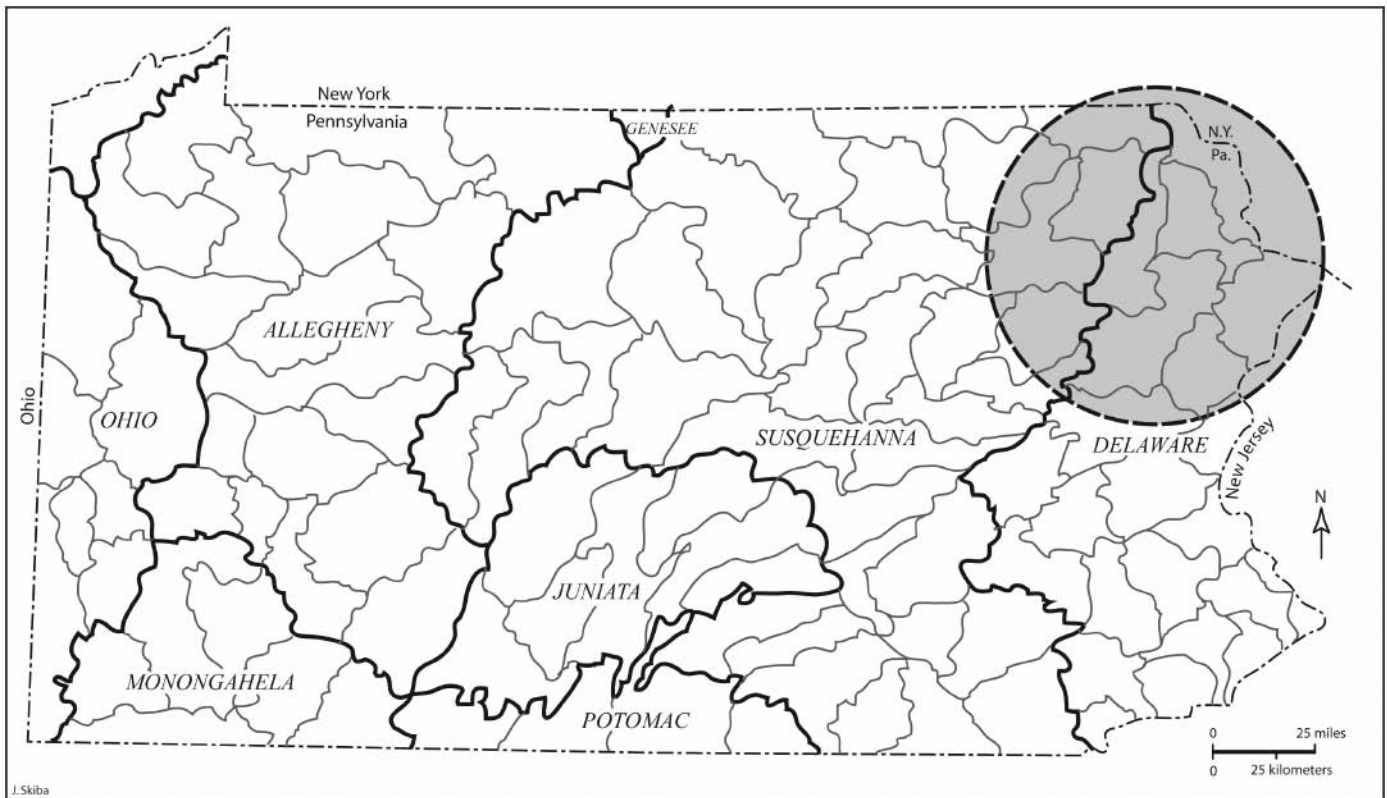 New York
Pennsylvania
GENESEE
N.Y.
Pa.
ALLEGHENY
Ohio
OHIO
SUSQUEHANNA
DELAWARE
New Jersey
N
JUNIATA
MONONGAHELA
POTOMAC
0 25 miles
0 25 kilometers
J. Skiba